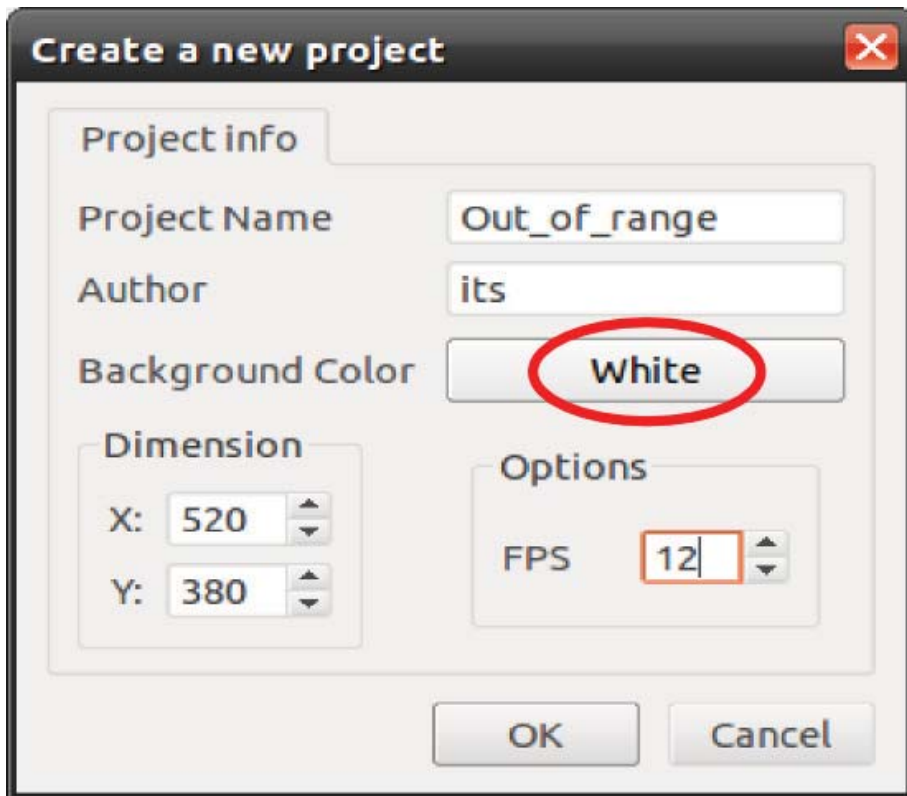 Create a new project
Project info
Project Name Out_of_range
Author its
Background Color White
Dimension
X: 520
Y: 380
Options
FPS 12
OK Cancel